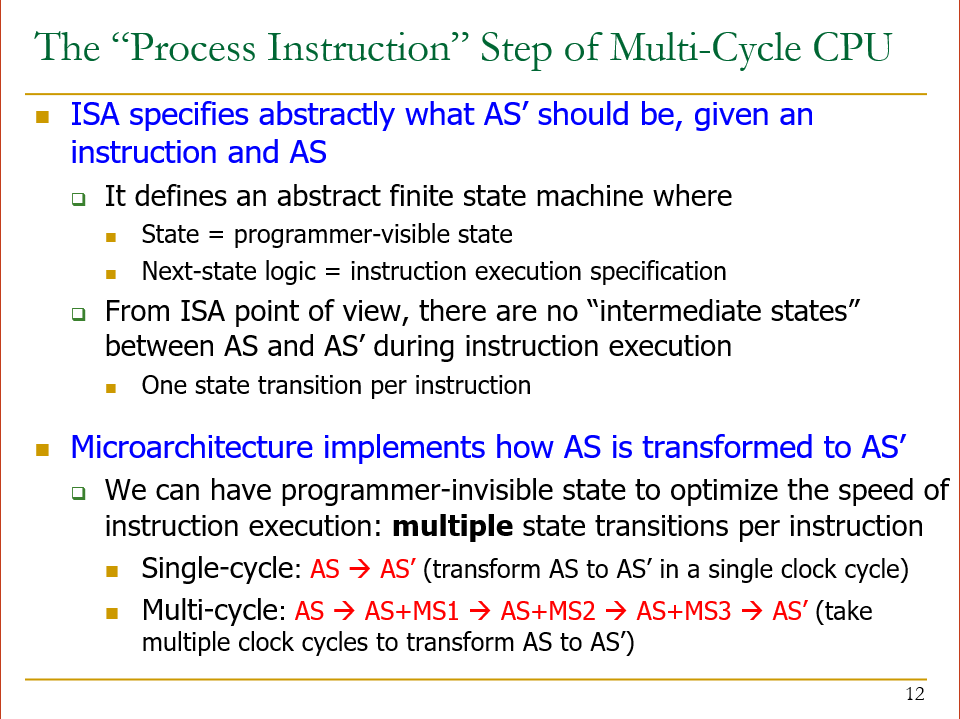 The “Process Instruction” Step of Multi-Cycle CPU
ISA specifies abstractly what AS’ should be, given an
instruction and AS
It defines an abstract finite state machine where
State = programmer-visible state
Next-state logic = instruction execution specification
From ISA point of view, there are no “intermediate states”
between AS and AS’ during instruction execution
One state transition per instruction
Microarchitecture implements how AS is transformed to AS’
We can have programmer-invisible state to optimize the speed of
instruction execution: multiple state transitions per instruction
Single-cycle: AS → AS’ (transform AS to AS’ in a single clock cycle)
Multi-cycle: AS → AS+MS1 → AS+MS2 → AS+MS3 → AS’ (take
multiple clock cycles to transform AS to AS’)
12